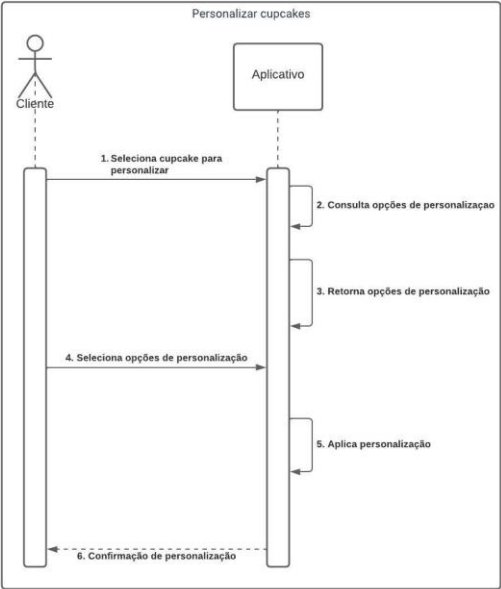 Personalizar cupcakes
Cliente
Aplicativo
1. Seleciona cupcake para
personalizar
2. Consulta opções de personalizaçao
3. Retorna opções de personalização
4. Seleciona opções de personalização
5. Aplica personalização
6. Confirmação de personalização